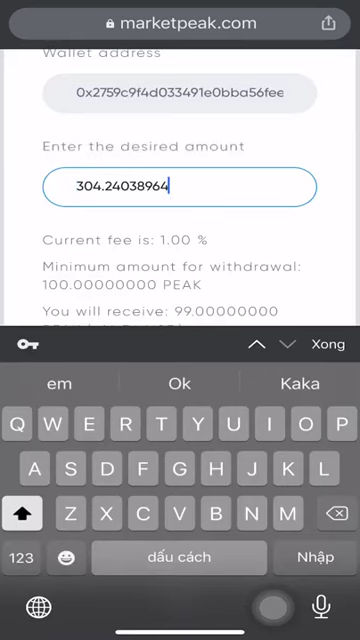 marketpeak.com
Wallet address
0x2759c9f4d033491e0bba56fee
Enter the desired amount
304.24038964
Current fee is: 1.00 %
Minimum amount for withdrawal:
100.00000000 PEAK
You will receive: 99.00000000
Xong
em Ok Kaka
Q W E R T Y U I O P
A S D F G H J K L
Z X C V B N M
123 dấu cách Nhập